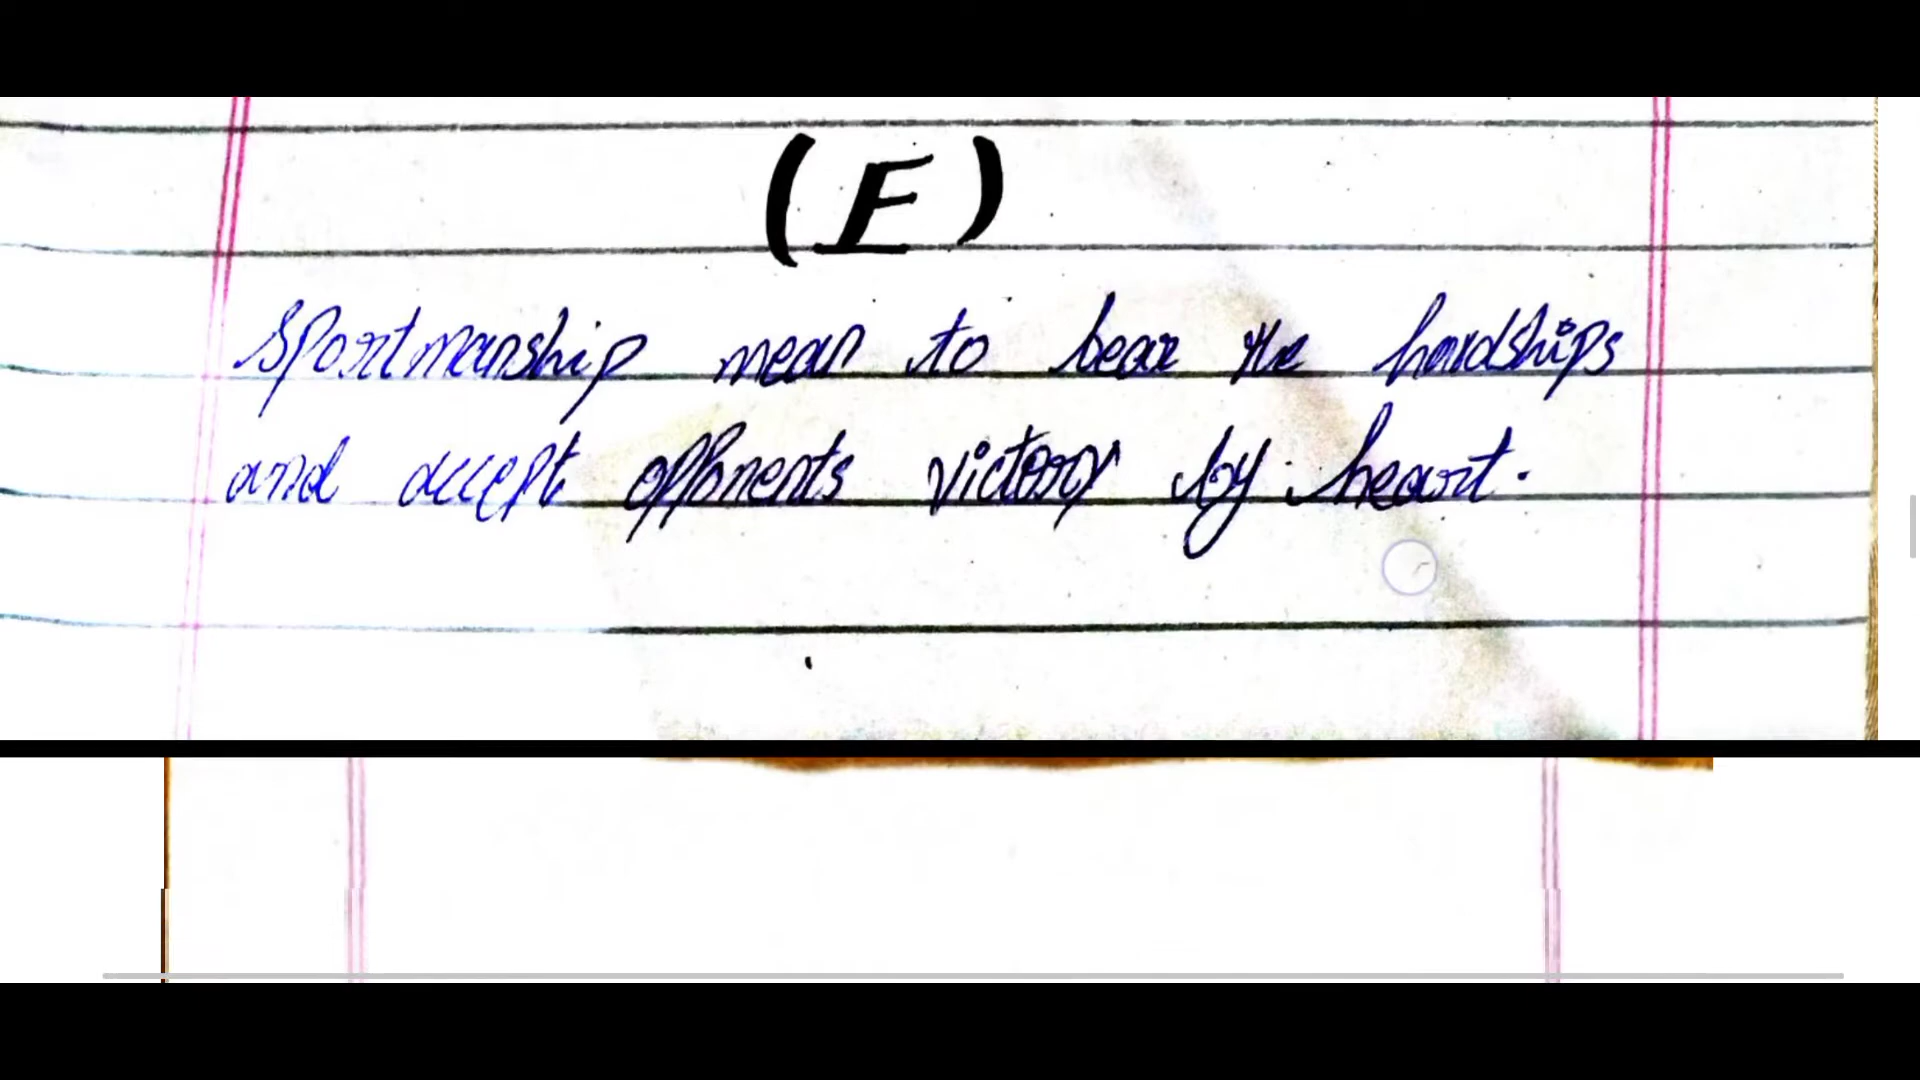 (F)
Sportmanship mean to bear the hardships
and accept opponents victory by heart.